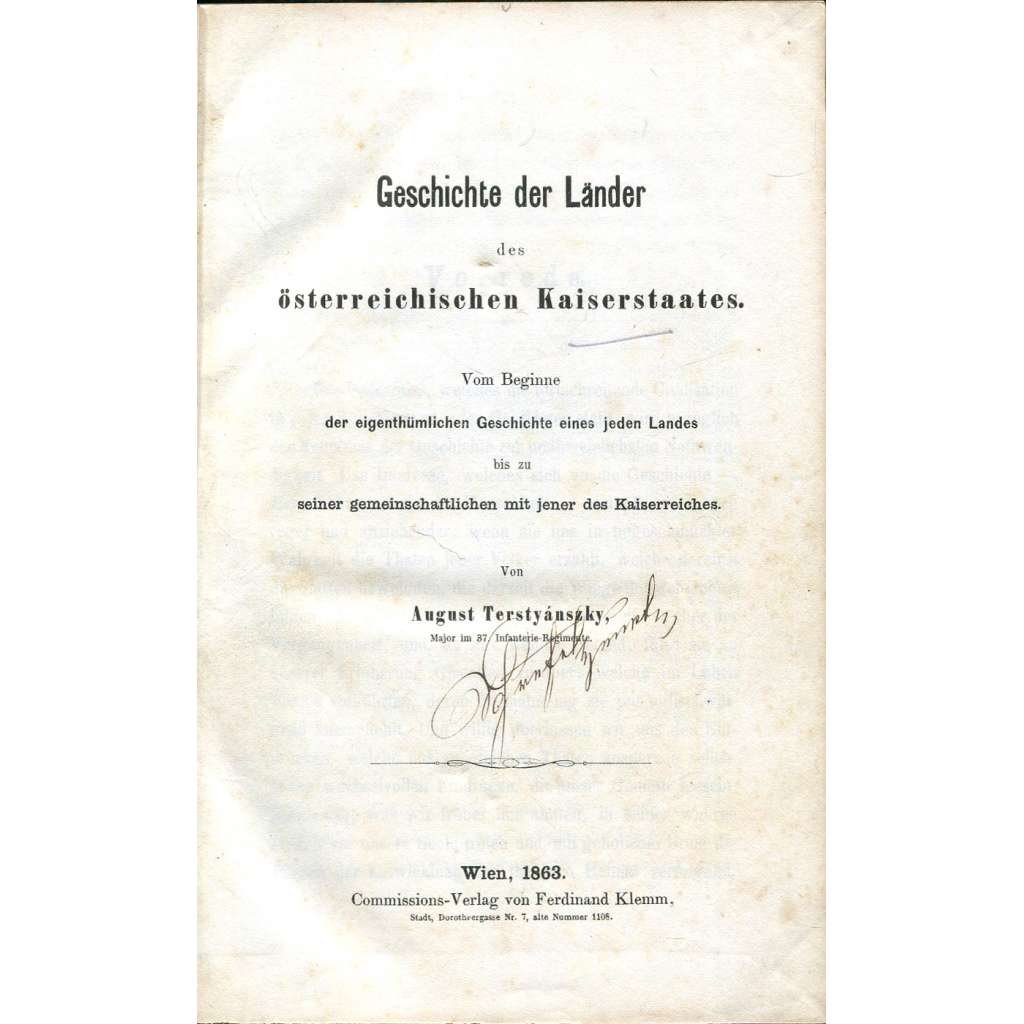 Geschichte der Länder
des
österreichischen Kaiserstaates.
Vom Beginne
der eigenthümlichen Geschichte eines jeden Landes
bis zu
seiner gemeinschaftlichen mit jener des Kaiserreiches.
Von
August Terstyánszky,
Major im 37. Infanterie-Regimente.
Wien, 1863.
Commissions-Verlag von Ferdinand Klemm,
Stadt, Dorotheergasse Nr. 7, alte Nummer 1108.